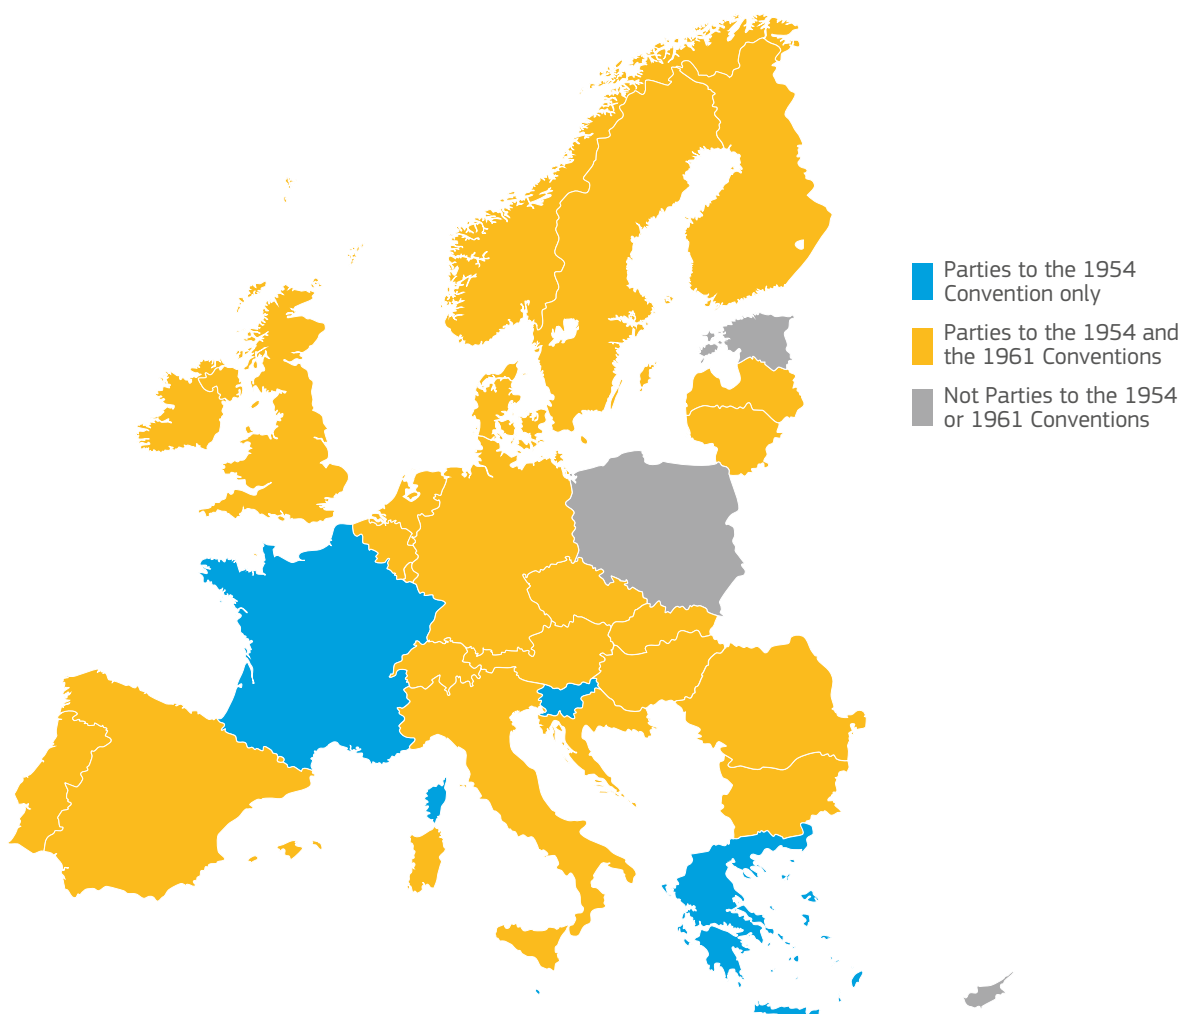 Parties to the 1954
Convention only
Parties to the 1954 and
the 1961 Conventions
Not Parties to the 1954
or 1961 Conventions